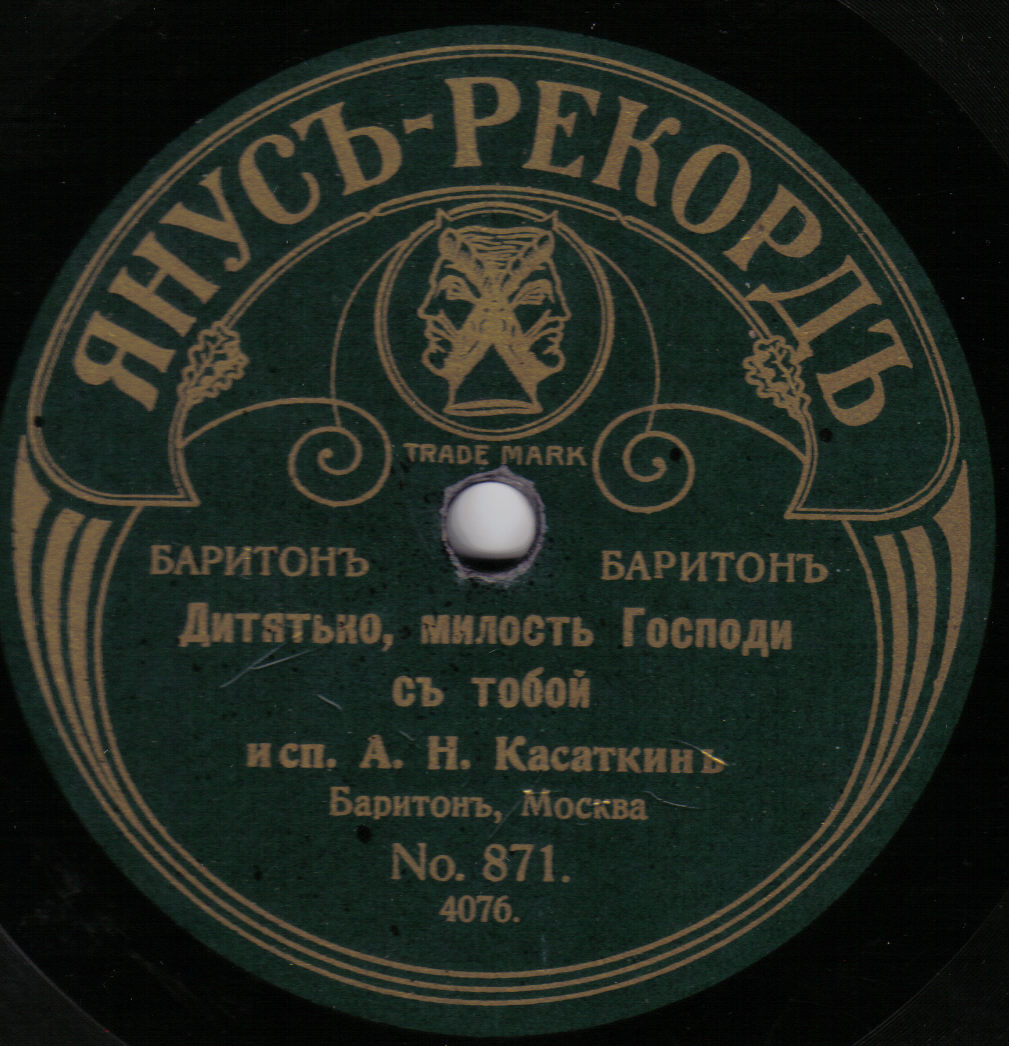 ЯНУСЪ-РЕКОРДЪ
TRADE MARK
БАРИТОНЪ БАРИТОНЪ
Дитятько, милость Господи
съ тобой
исп. А. Н. Касаткинъ
Баритонъ, Москва
No. 871.
4076.